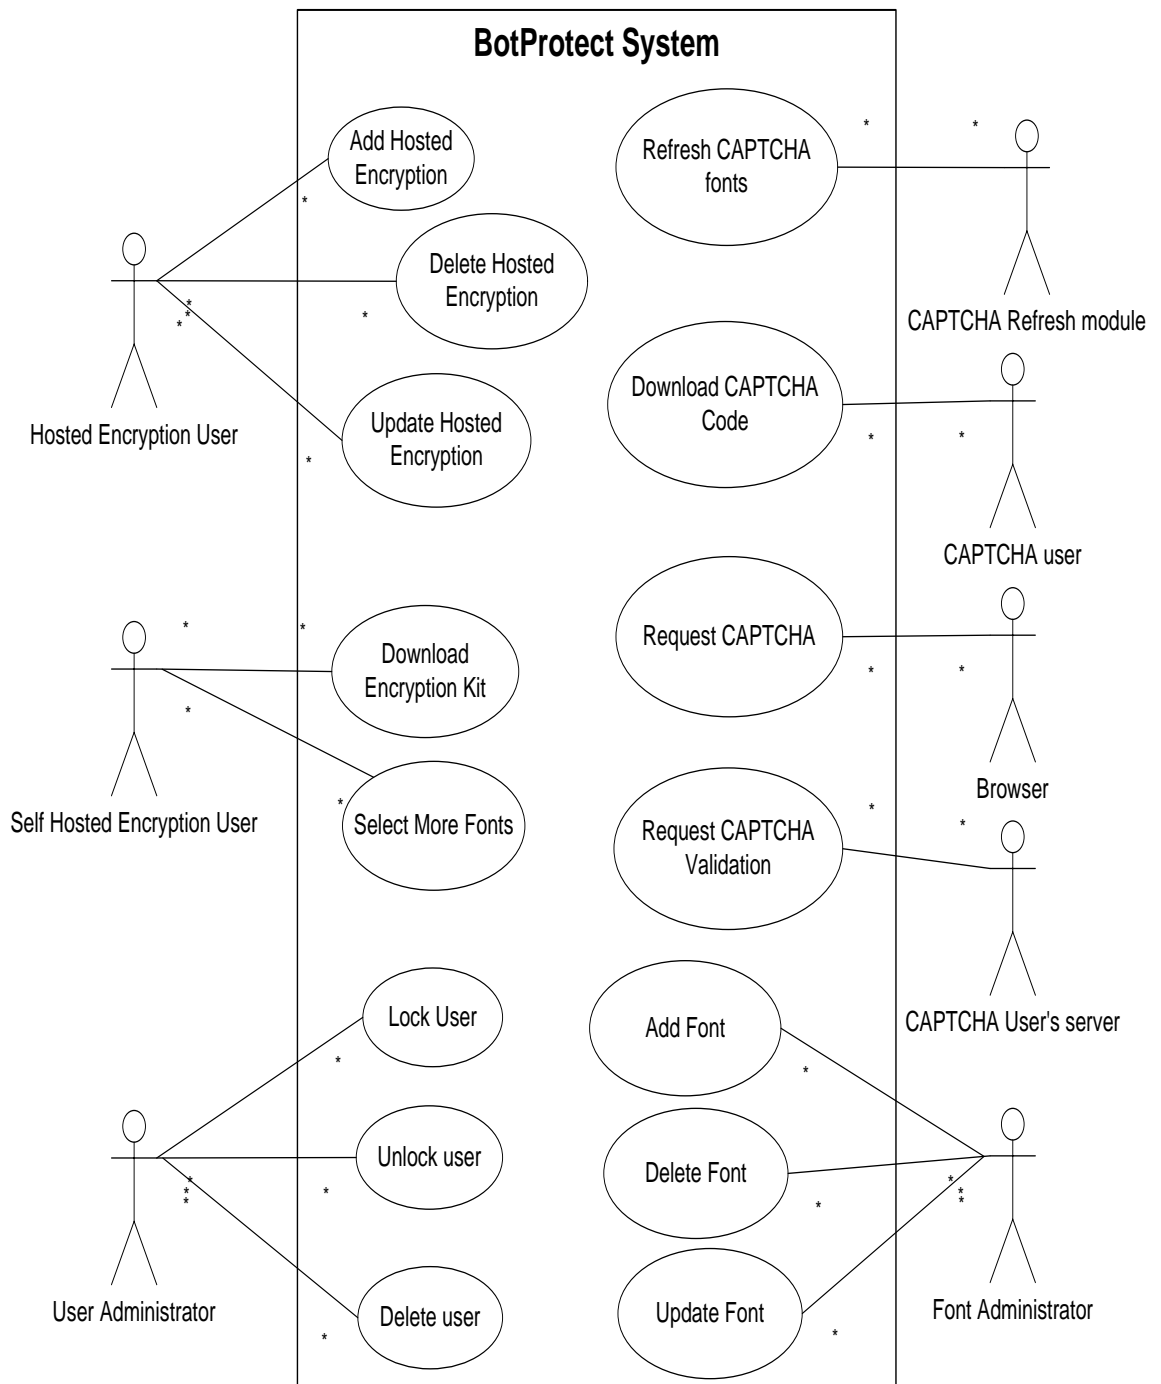 BotProtect System
Add Hosted
Encryption
Delete Hosted
Encryption
Update Hosted
Encryption
Hosted Encryption User
Download
Encryption Kit
Select More Fonts
Self Hosted Encryption User
Lock User
Unlock user
Delete user
User Administrator
Refresh CAPTCHA
fonts
CAPTCHA Refresh module
Download CAPTCHA
Code
CAPTCHA user
Request CAPTCHA
Browser
Request CAPTCHA
Validation
CAPTCHA User's server
Add Font
Delete Font
Update Font
Font Administrator